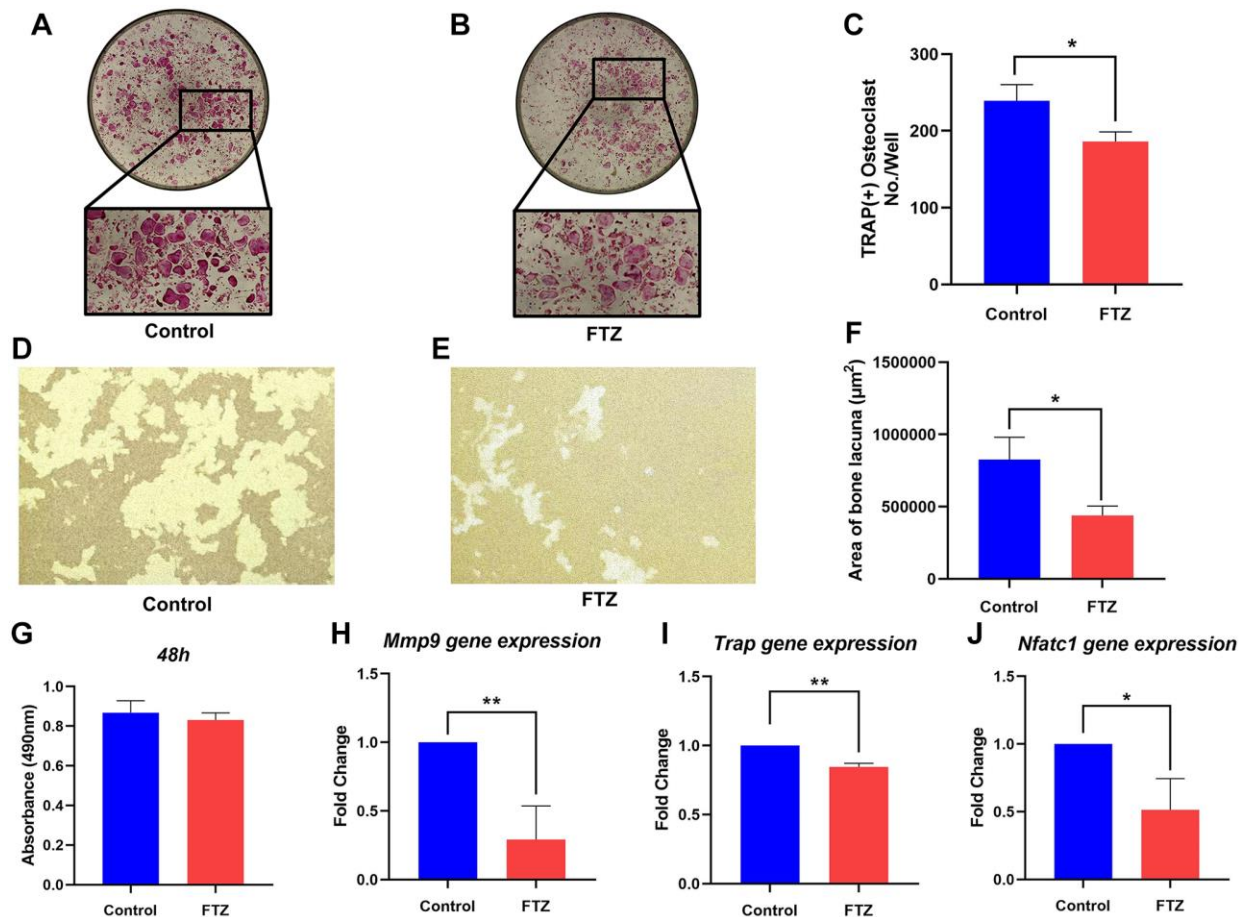 A
B
C
Control
FTZ
TRAP(+) Osteoclast
No./Well
300
200
100
0
*
Control
FTZ
D
E
F
Control
FTZ
Area of bone lacuna (μm²)
1500000
1000000
500000
0
*
Control
FTZ
G
48h
Absorbance (490nm)
1.0
0.8
0.6
0.4
0.2
0.0
Control
FTZ
H
Mmp9 gene expression
Fold Change
1.5
1.0
0.5
0.0
**
Control
FTZ
I
Trap gene expression
Fold Change
1.5
1.0
0.5
0.0
**
Control
FTZ
J
Nfatc1 gene expression
Fold Change
1.5
1.0
0.5
0.0
*
Control
FTZ